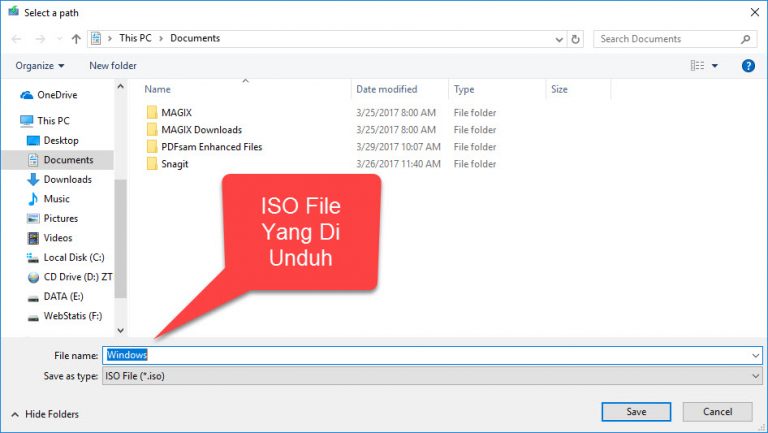 Select a path
This PC > Documents
Search Documents
Organize
New folder
Name Date modified Type Size
OneDrive
This PC
Desktop
Documents
Downloads
Music
Pictures
Videos
Local Disk (C:)
CD Drive (D:) ZT
DATA (E:)
WebStatis (F:)
MAGIX 3/25/2017 8:00 AM File folder
MAGIX Downloads 3/25/2017 8:00 AM File folder
PDFsam Enhanced Files 3/29/2017 10:07 AM File folder
Snagit 3/26/2017 11:40 AM File folder
ISO File
Yang Di
Unduh
File name: Windows
Save as type: ISO File (*.iso)
Hide Folders
Save
Cancel